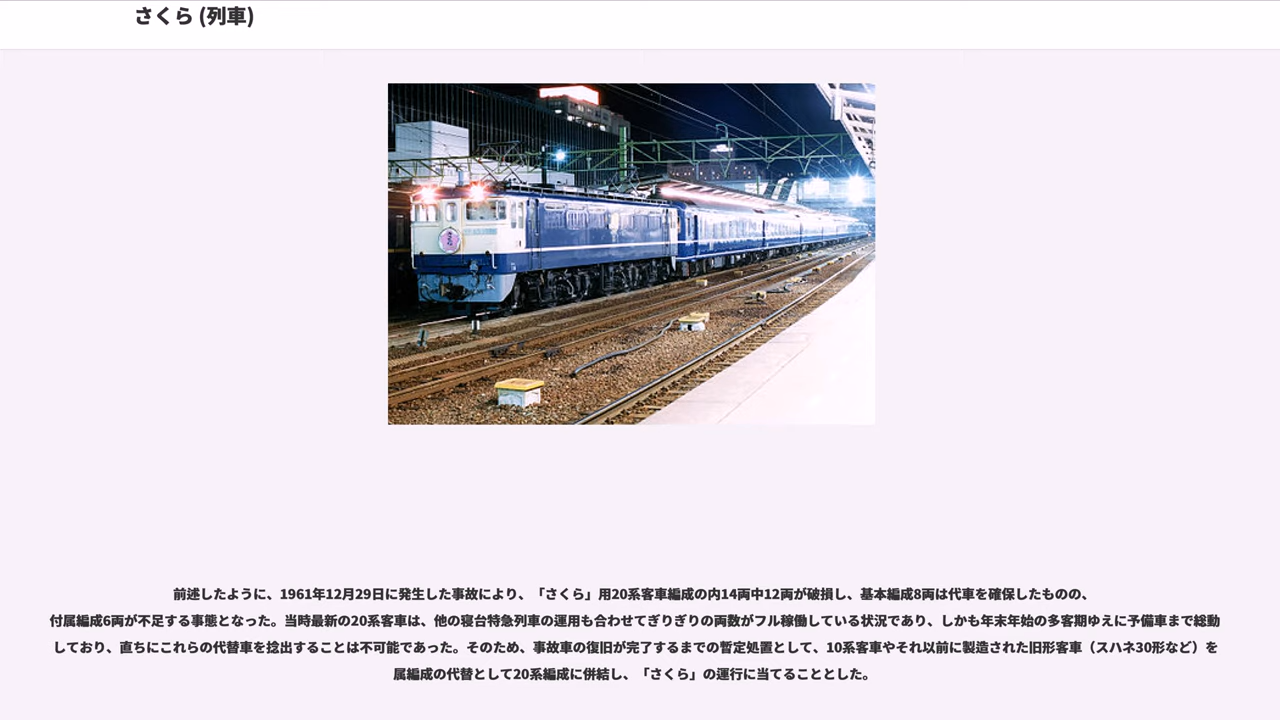 さくら (列車)
さくら
前述したように、1961年12月29日に発生した事故により、「さくら」用20系客車編成の内14両中12両が破損し、基本編成8両は代車を確保したものの、
付属編成6両が不足する事態となった。当時最新の20系客車は、他の寝台特急列車の運用も合わせてぎりぎりの両数がフル稼働している状況であり、しかも年末年始の多客期ゆえに予備車まで総動
しており、直ちにこれらの代替車を捻出することは不可能であった。そのため、事故車の復旧が完了するまでの暫定処置として、10系客車やそれ以前に製造された旧形客車（スハネ30形など）を
属編成の代替として20系編成に併結し、「さくら」の運行に当てることとした。